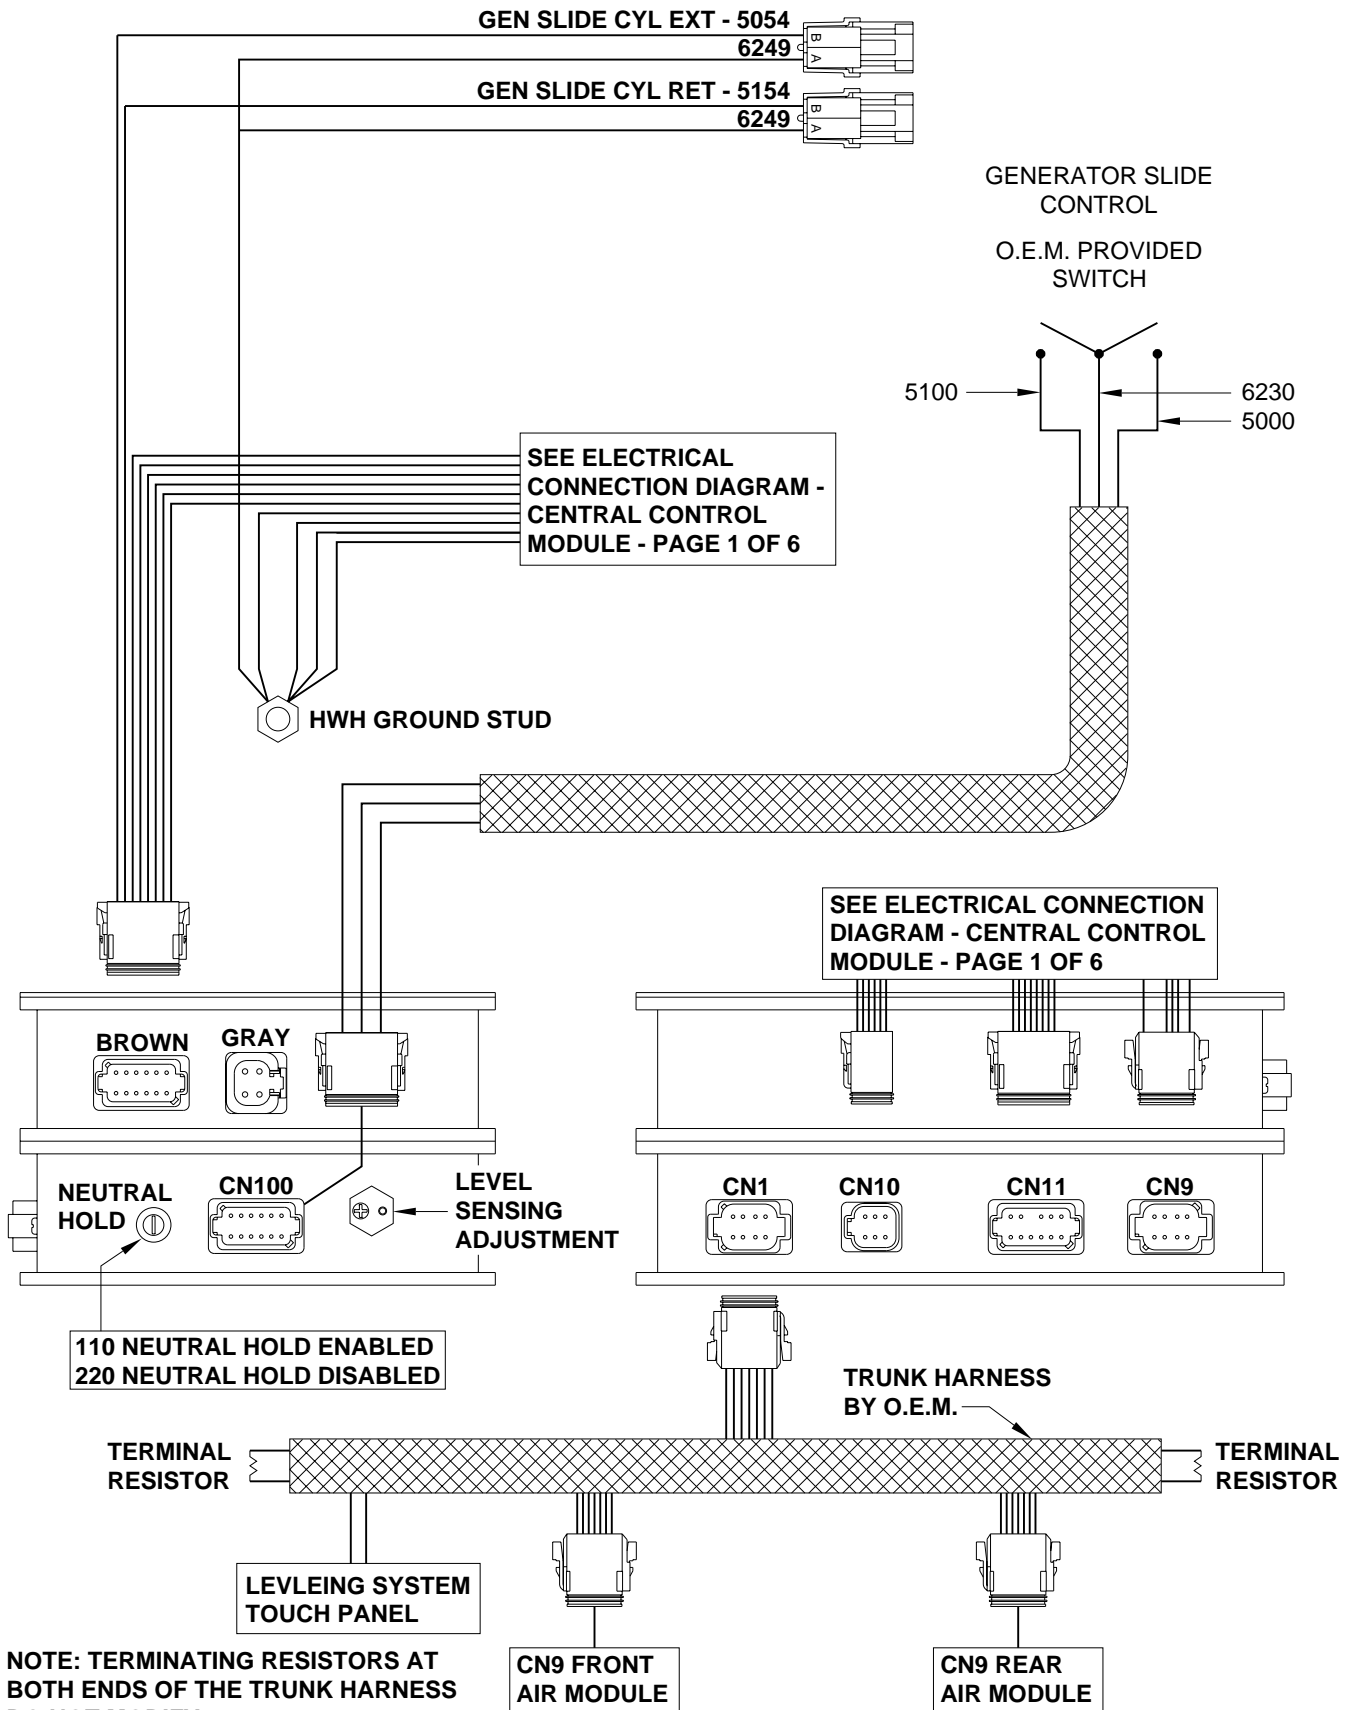 GEN SLIDE CYL EXT - 5054
6249
B
A
GEN SLIDE CYL RET - 5154
6249
B
A
GENERATOR SLIDE
CONTROL
O.E.M. PROVIDED
SWITCH
5100
6230
5000
SEE ELECTRICAL
CONNECTION DIAGRAM -
CENTRAL CONTROL
MODULE - PAGE 1 OF 6
HWH GROUND STUD
SEE ELECTRICAL CONNECTION
DIAGRAM - CENTRAL CONTROL
MODULE - PAGE 1 OF 6
BROWN
GRAY
NEUTRAL
HOLD
CN100
LEVEL
SENSING
ADJUSTMENT
CN1
CN10
CN11
CN9
110 NEUTRAL HOLD ENABLED
220 NEUTRAL HOLD DISABLED
TRUNK HARNESS
BY O.E.M.
TERMINAL
RESISTOR
TERMINAL
RESISTOR
LEVLEING SYSTEM
TOUCH PANEL
CN9 FRONT
AIR MODULE
CN9 REAR
AIR MODULE
NOTE: TERMINATING RESISTORS AT
BOTH ENDS OF THE TRUNK HARNESS